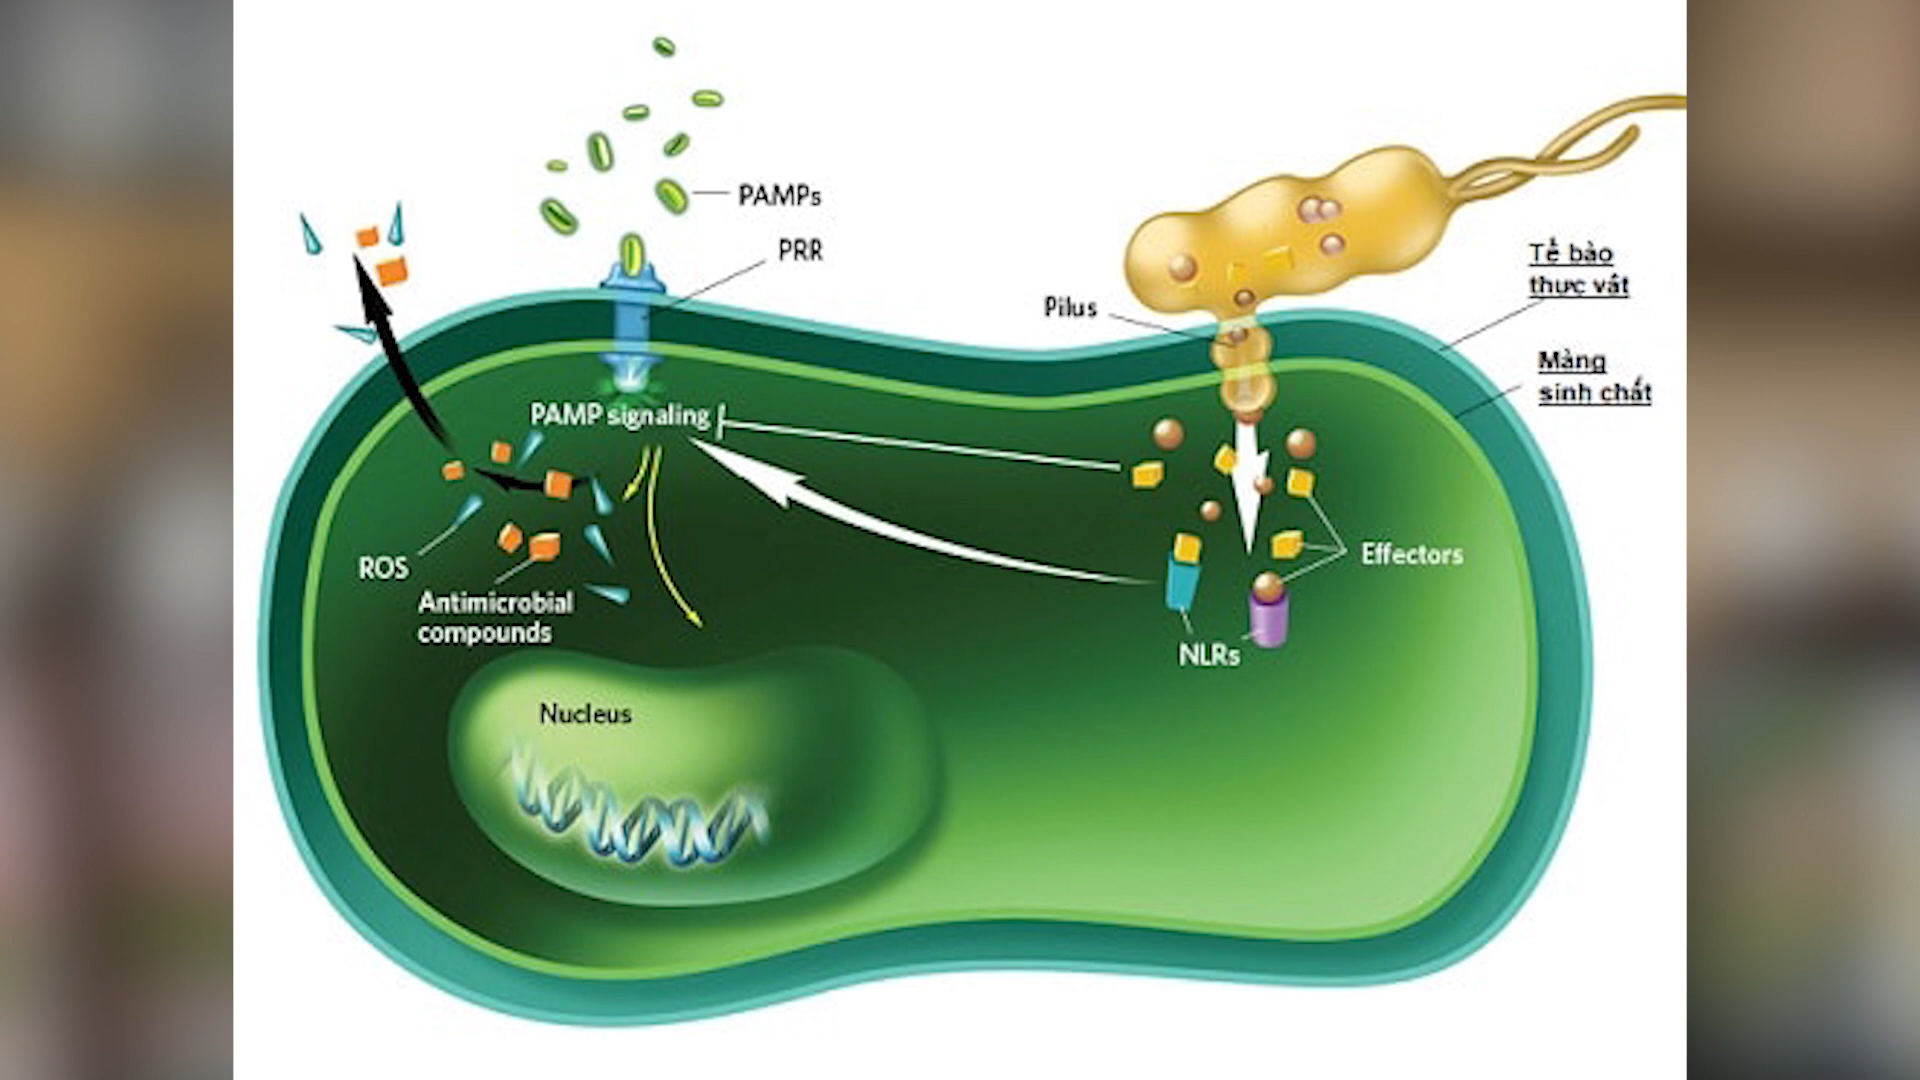 PAMPs
PRR
Pilus
Tế bào
thực vật
Màng
sinh chất
PAMP signaling
ROS
Antimicrobial
compounds
Effectors
NLRs
Nucleus